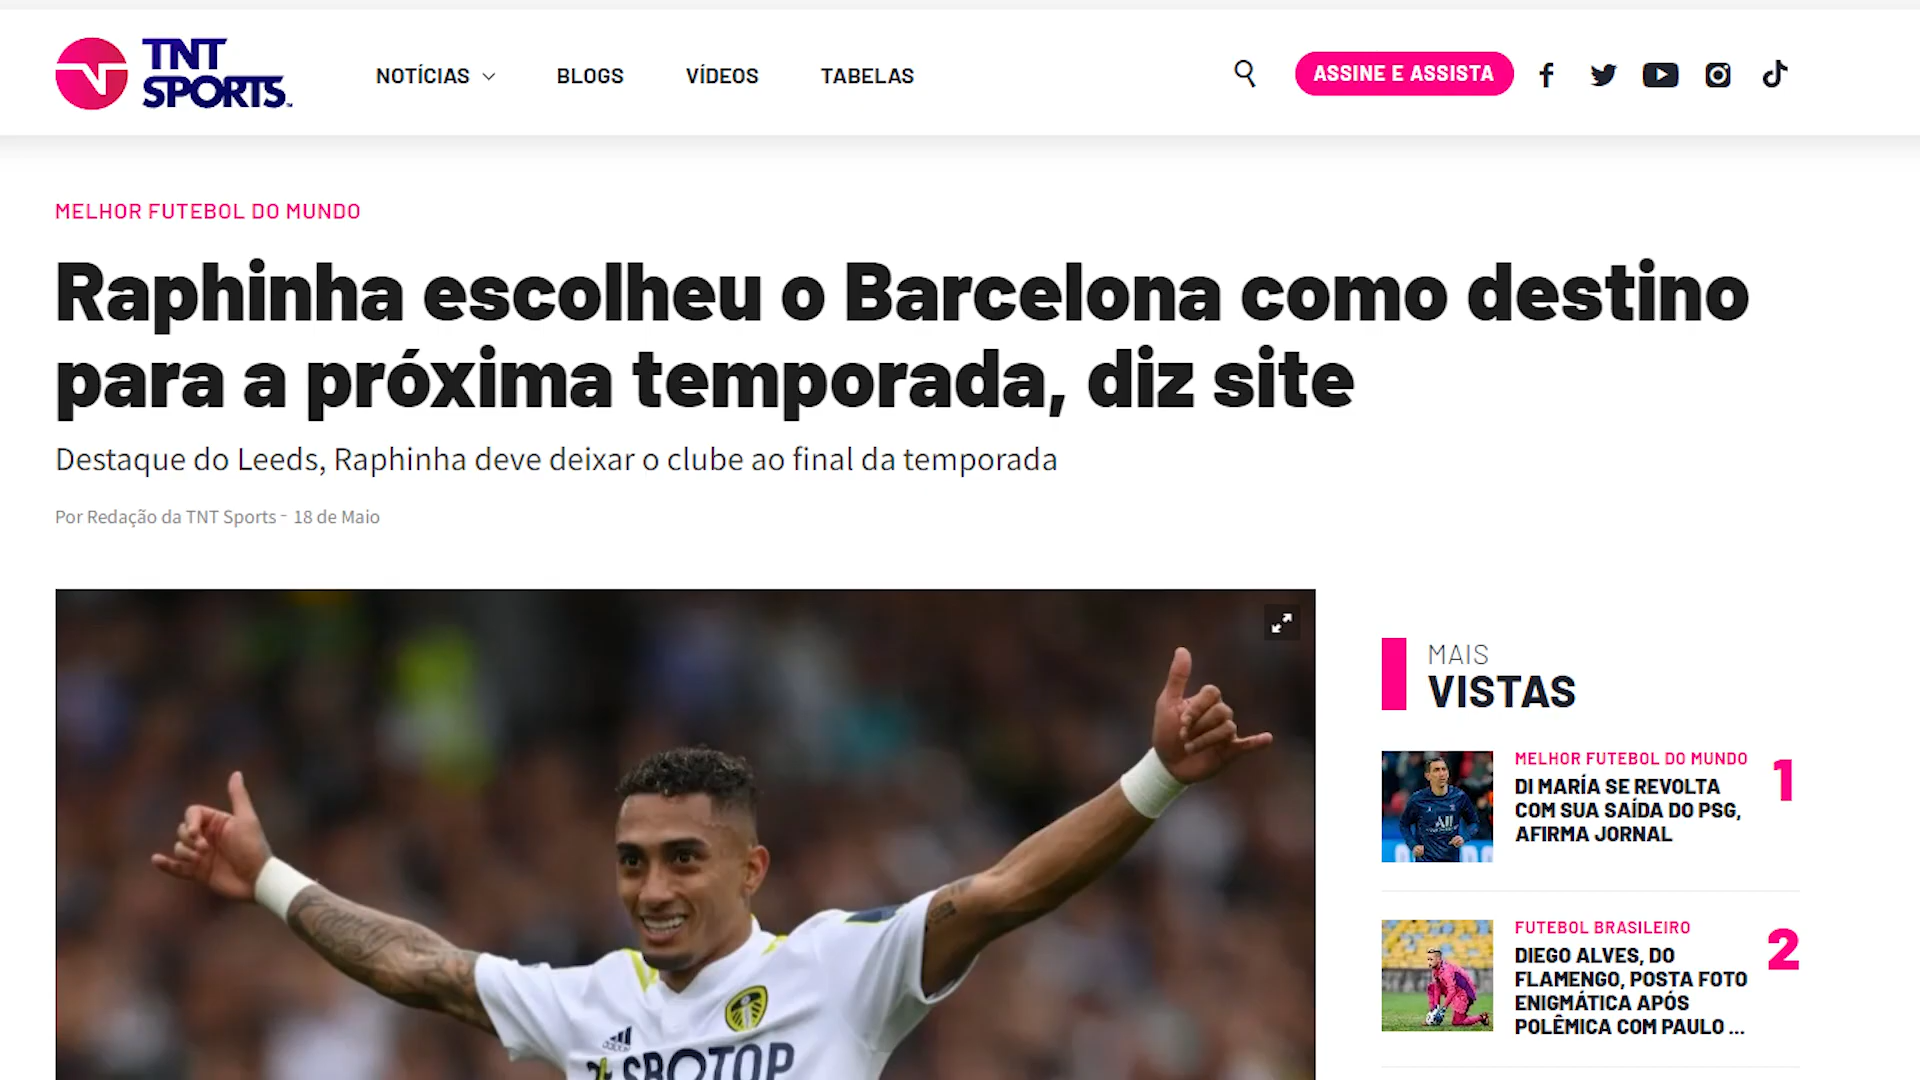 TNT
SPORTS
NOTÍCIAS
BLOGS
VÍDEOS
TABELAS
ASSINE E ASSISTA
MELHOR FUTEBOL DO MUNDO
Raphinha escolheu o Barcelona como destino
para a próxima temporada, diz site
Destaque do Leeds, Raphinha deve deixar o clube ao final da temporada
Por Redação da TNT Sports - 18 de Maio
SBOTOP
MAIS
VISTAS
MELHOR FUTEBOL DO MUNDO
DI MARÍA SE REVOLTA
COM SUA SAÍDA DO PSG,
AFIRMA JORNAL
1
FUTEBOL BRASILEIRO
DIEGO ALVES, DO
FLAMENGO, POSTA FOTO
ENIGMÁTICA APÓS
POLÊMICA COM PAULO ...
2